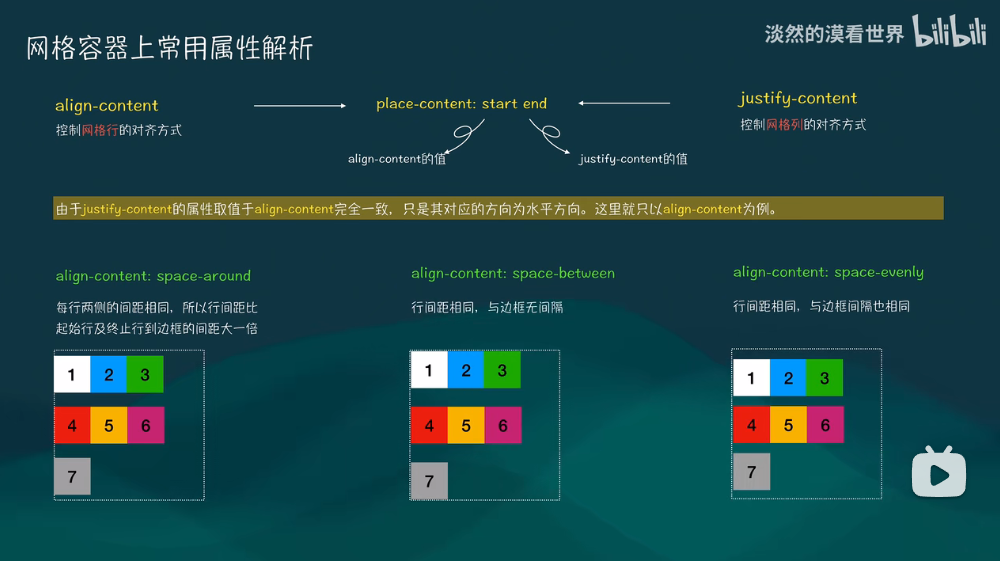 网格容器上常用属性解析
淡然的漠看世界 bilibili
align-content
place-content: start end
justify-content
控制网格行的对齐方式
控制网格列的对齐方式
align-content的值
justify-content的值
由于justify-content的属性取值于align-content完全一致，只是其对应的方向为水平方向。这里就只以align-content为例。
align-content: space-around
align-content: space-between
align-content: space-evenly
每行两侧的间距相同，所以行间距比
起始行及终止行到边框的间距大一倍
行间距相同，与边框无间隔
行间距相同，与边框间隔也相同
1 2 3
4 5 6
7
1 2 3
4 5 6
7
1 2 3
4 5 6
7